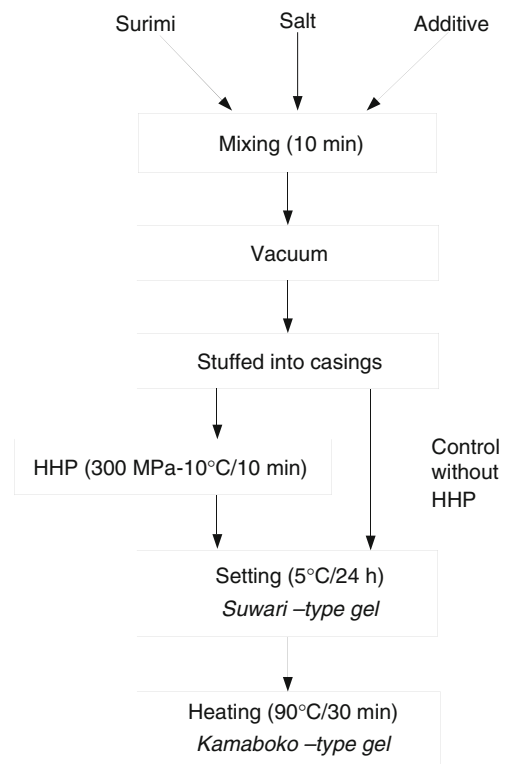 Surimi
Salt
Additive
Mixing (10 min)
Vacuum
Stuffed into casings
HHP (300 MPa-10°C/10 min)
Control
without
HHP
Setting (5°C/24 h)
Suwari –type gel
Heating (90°C/30 min)
Kamaboko –type gel